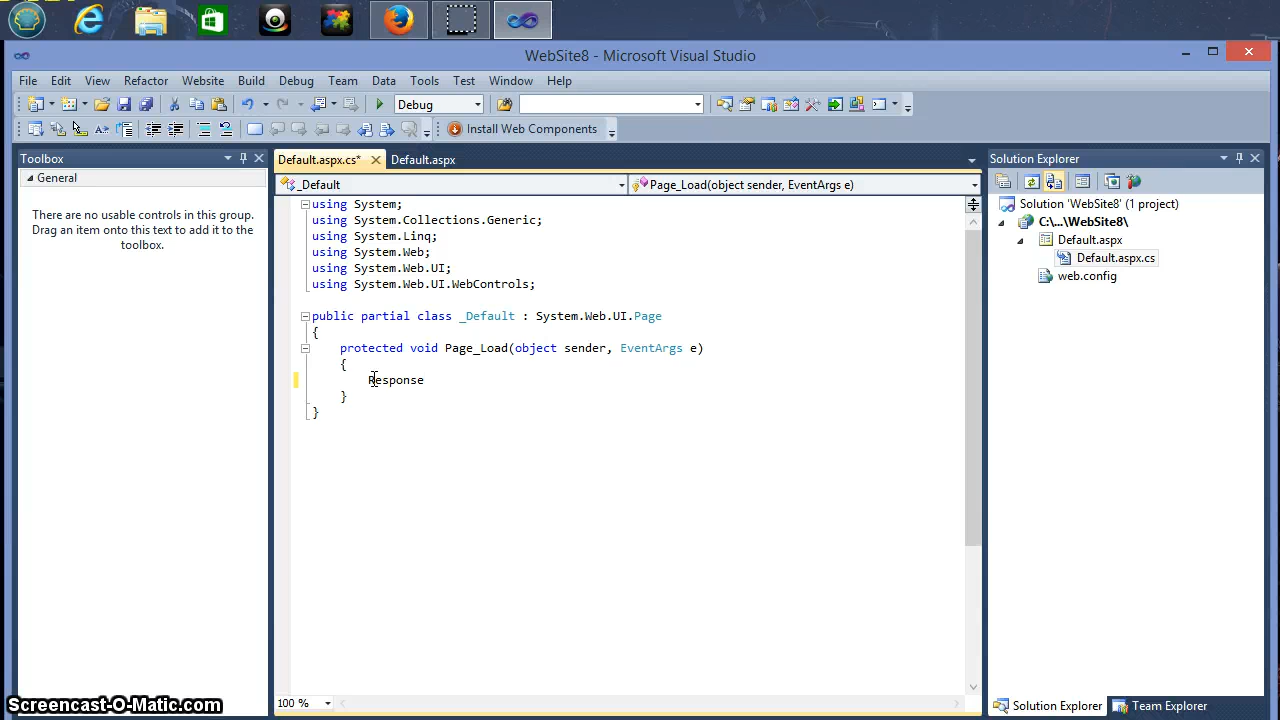 WebSite8 - Microsoft Visual Studio
File Edit View Refactor Website Build Debug Team Data Tools Test Window Help
Debug
Install Web Components
Toolbox
General
There are no usable controls in this group.
Drag an item onto this text to add it to the
toolbox.
Default.aspx.cs* Default.aspx
_Default Page_Load(object sender, EventArgs e)
using System;
using System.Collections.Generic;
using System.Linq;
using System.Web;
using System.Web.UI;
using System.Web.UI.WebControls;
public partial class _Default : System.Web.UI.Page
{
protected void Page_Load(object sender, EventArgs e)
{
Response
}
}
100 %
Solution Explorer
Solution 'WebSite8' (1 project)
C:\...\WebSite8\
Default.aspx
Default.aspx.cs
web.config
Solution Explorer Team Explorer
Screencast-O-Matic.com